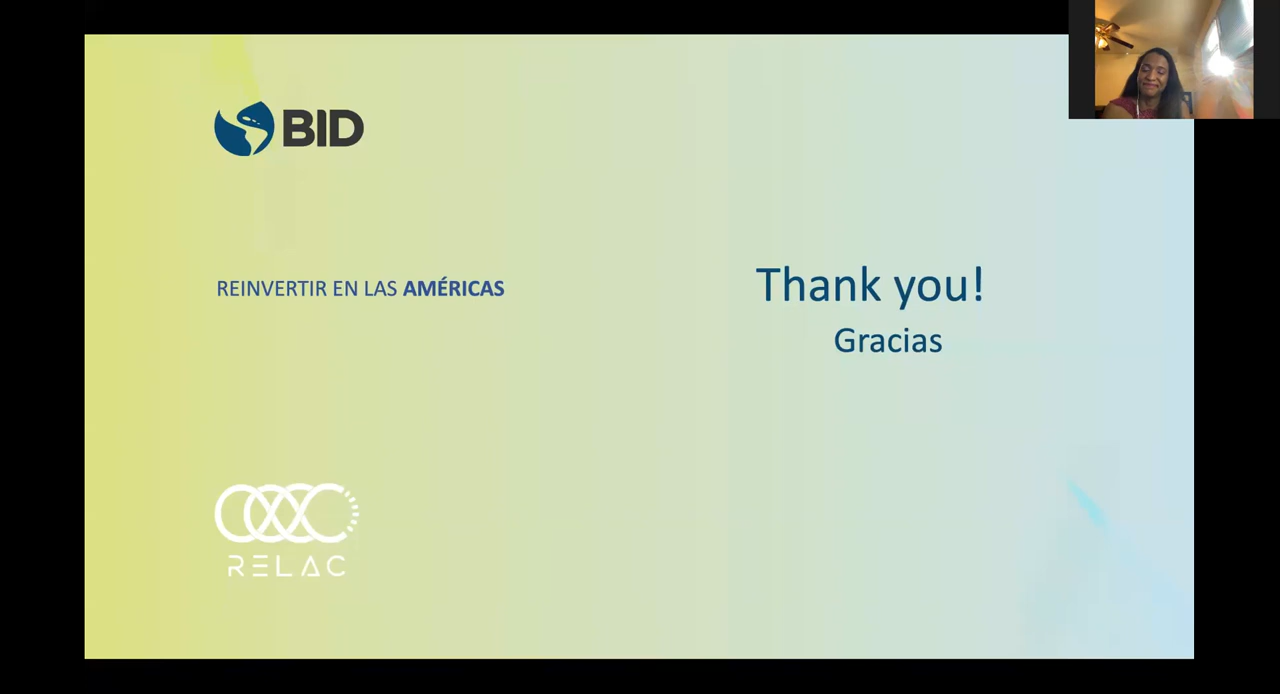 BID
REINVERTIR EN LAS AMÉRICAS
Thank you!
Gracias
RELAC